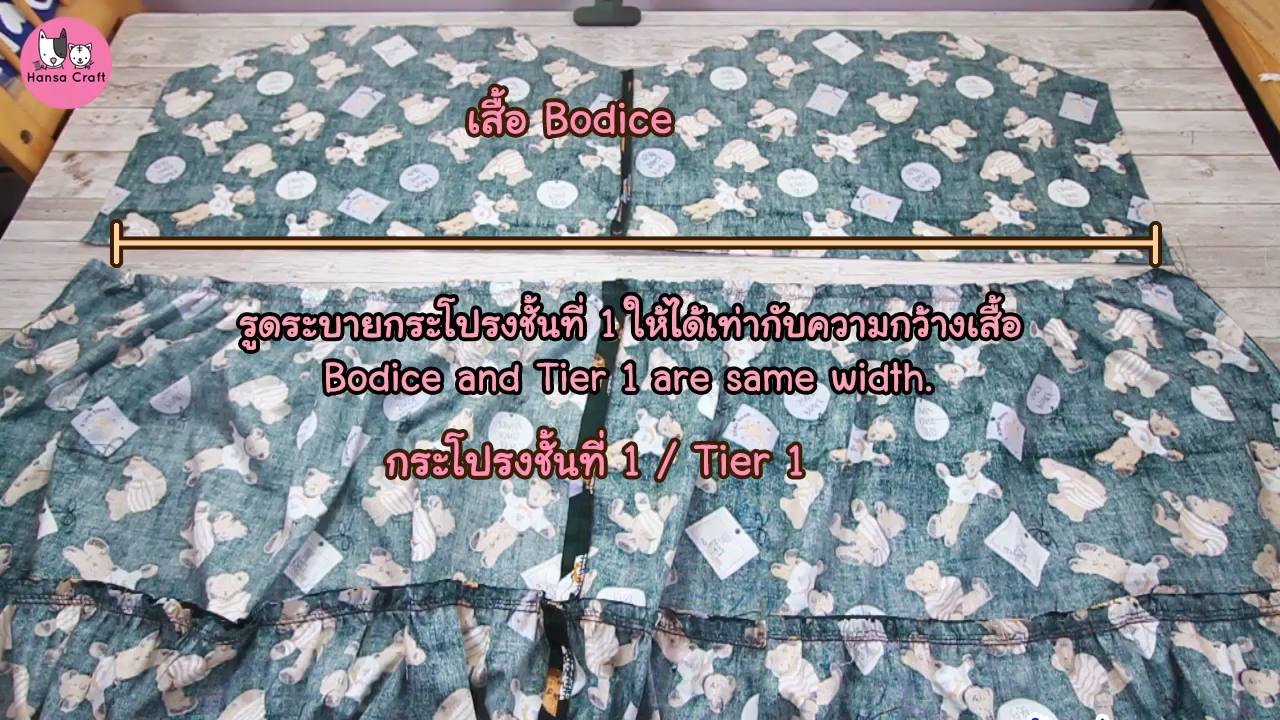 Hansa Craft
เสื้อ Bodice
รูดระบายกระโปรงชั้นที่ 1 ให้ได้เท่ากับความกว้างเสื้อ
Bodice and Tier 1 are same width.
กระโปรงชั้นที่ 1 / Tier 1